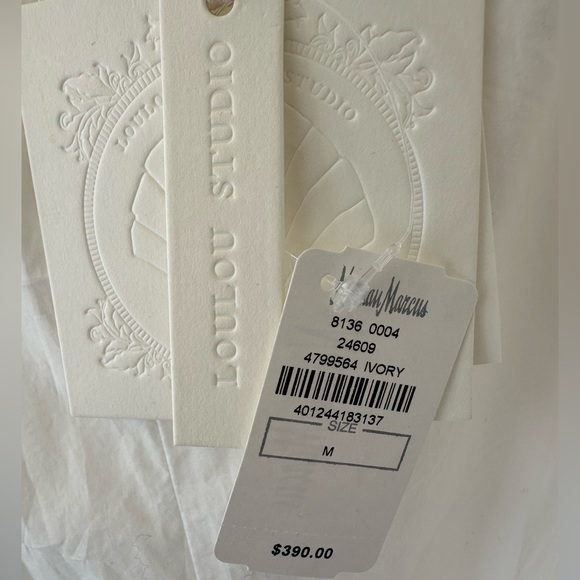 LOULOU STUDIO
LOULOU STUDIO
Neiman Marcus
8136 0004
24609
4799564 IVORY
401244183137
SIZE
M
$390.00